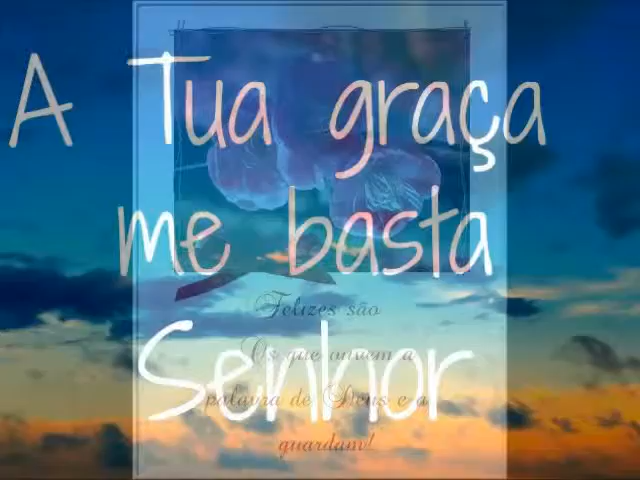 A Tua graça
me basta
Senhor
Felizes são
Os que ouvem a
palavra de Deus e a
guardam!